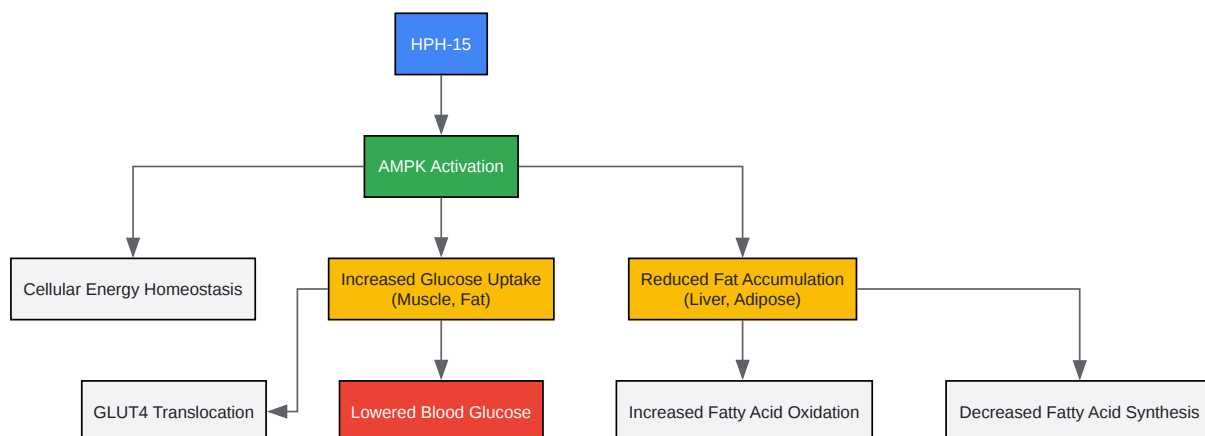 HPH-15
AMPK Activation
Cellular Energy Homeostasis
Increased Glucose Uptake
(Muscle, Fat)
Reduced Fat Accumulation
(Liver, Adipose)
GLUT4 Translocation
Lowered Blood Glucose
Increased Fatty Acid Oxidation
Decreased Fatty Acid Synthesis